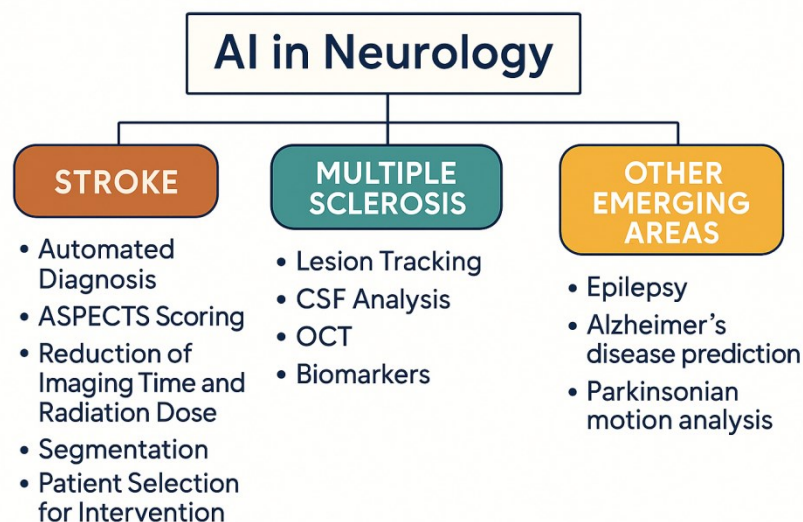 AI in Neurology
STROKE
• Automated
Diagnosis
• ASPECTS Scoring
• Reduction of
Imaging Time and
Radiation Dose
• Segmentation
• Patient Selection
for Intervention
MULTIPLE
SCLEROSIS
• Lesion Tracking
• CSF Analysis
• OCT
• Biomarkers
OTHER
EMERGING
AREAS
• Epilepsy
• Alzheimer’s
disease prediction
• Parkinsonian
motion analysis